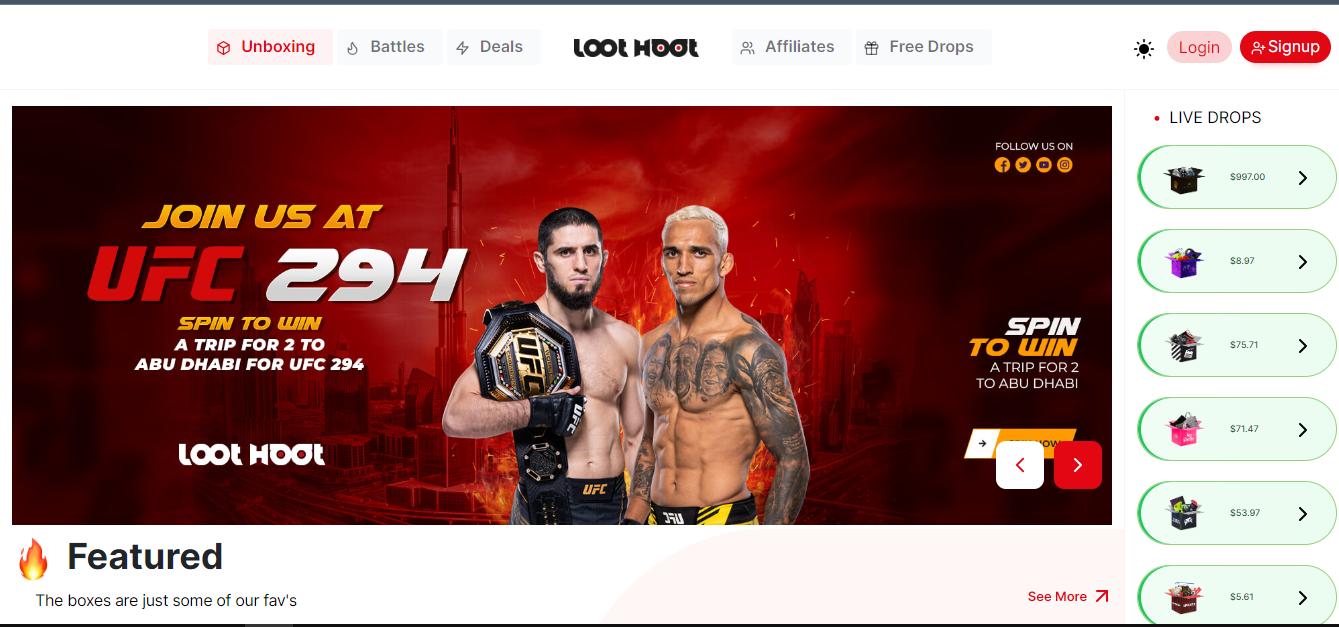 Unboxing
Battles
Deals
LOOT HOOT
Affiliates
Free Drops
Login
Signup
FOLLOW US ON
JOIN US AT
UFC 294
SPIN TO WIN
A TRIP FOR 2 TO
ABU DHABI FOR UFC 294
LOOT HOOT
UFC
UFC
UFC
SPIN
TO WIN
A TRIP FOR 2
TO ABU DHABI
LIVE DROPS
$997.00
$8.97
$75.71
$71.47
$53.97
$5.61
Featured
The boxes are just some of our fav's
See More